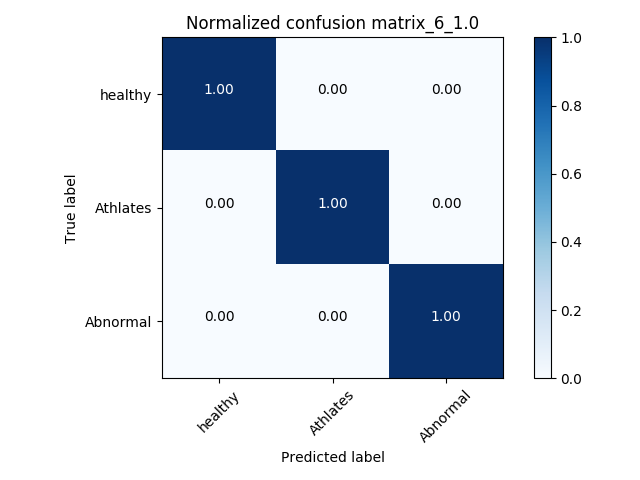 Normalized confusion matrix_6_1.0
True label
healthy 1.00 0.00 0.00
Athlates 0.00 1.00 0.00
Abnormal 0.00 0.00 1.00
healthy Athlates Abnormal
Predicted label
1.0
0.8
0.6
0.4
0.2
0.0